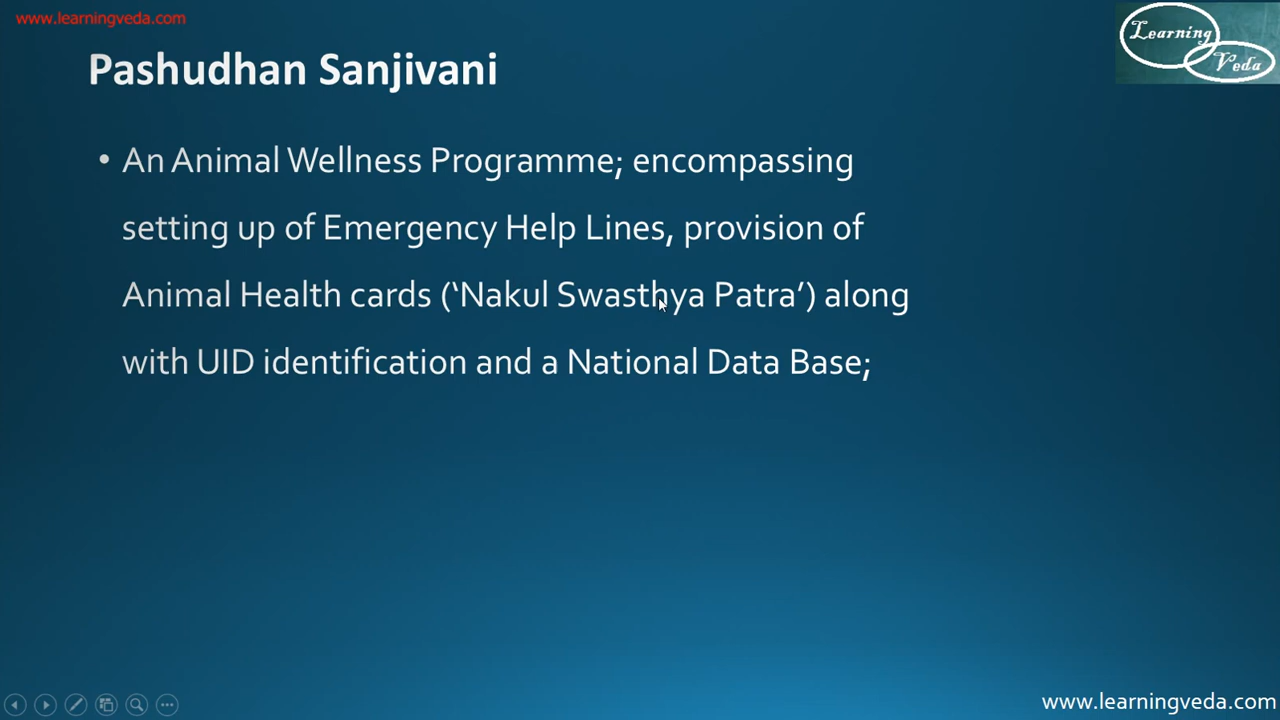 www.learningveda.com
Learning
Veda
Pashudhan Sanjivani
• An Animal Wellness Programme; encompassing
setting up of Emergency Help Lines, provision of
Animal Health cards (‘Nakul Swasthya Patra’) along
with UID identification and a National Data Base;
www.learningveda.com